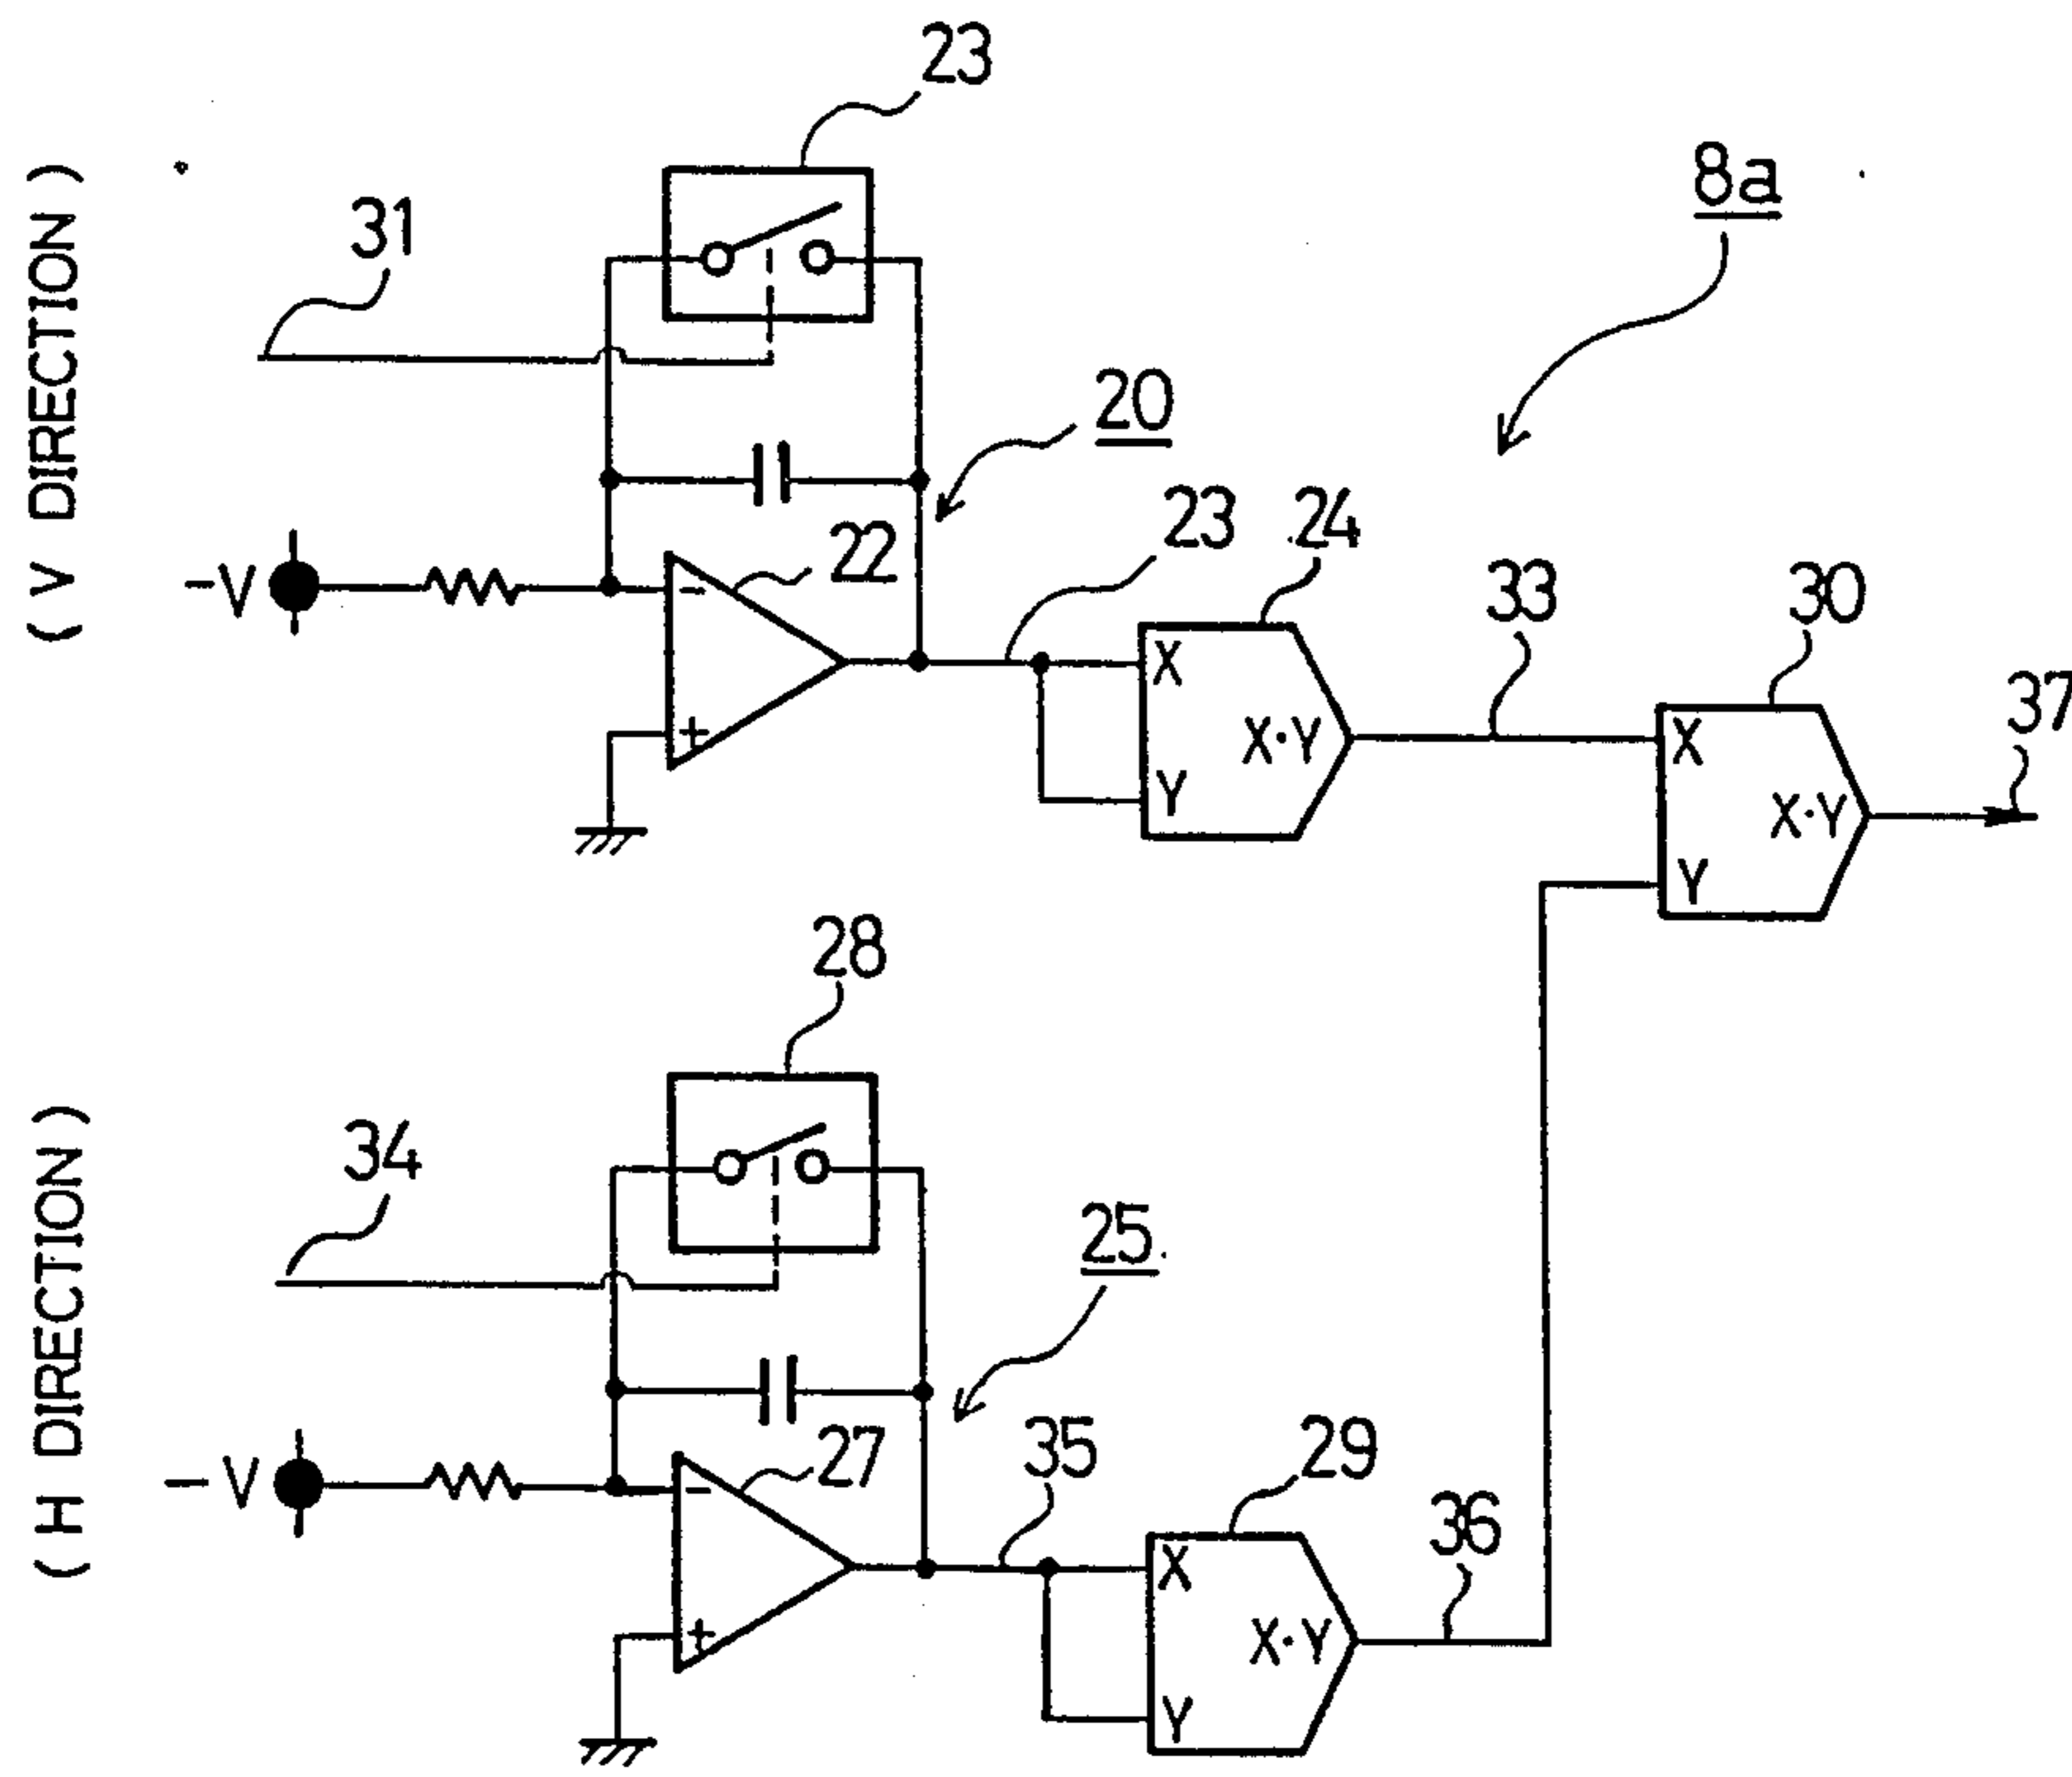 23
8a
( V DIRECTION )
31
20
23
24
22
33
30
-V
-
X
37
X
X·Y
+
X·Y
Y
Y
28
( H DIRECTION )
34
25
35
29
27
36
-V
-
X
X·Y
+
Y